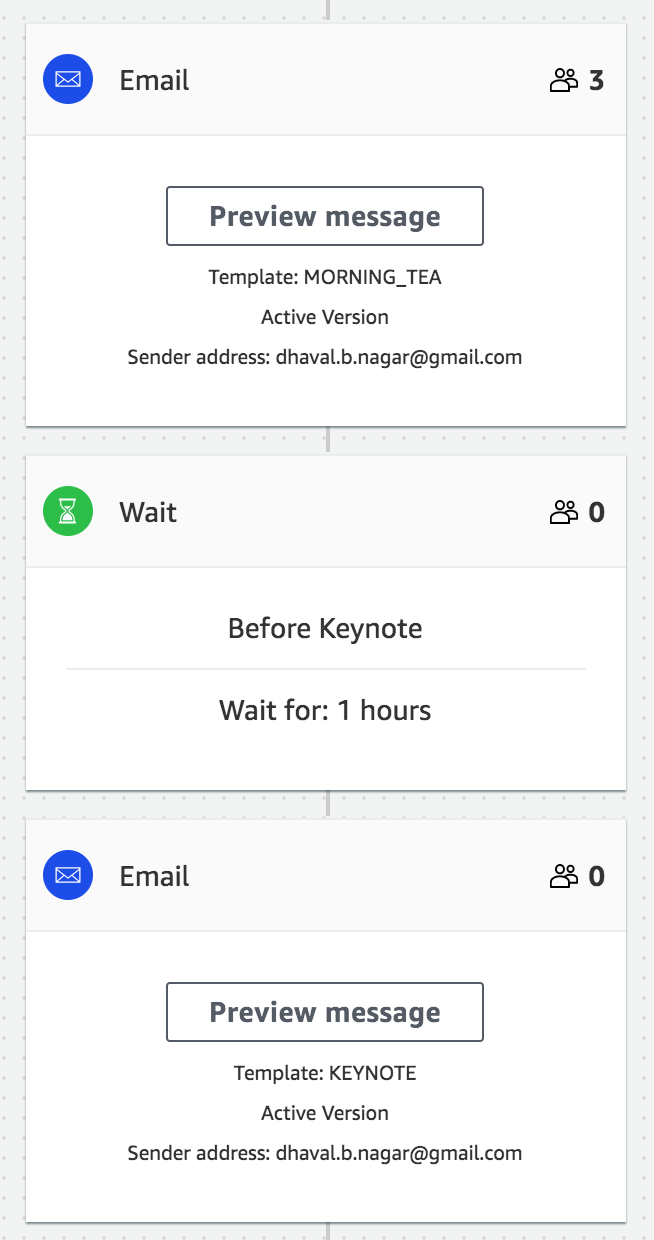 Email 3
Preview message
Template: MORNING_TEA
Active Version
Sender address: dhaval.b.nagar@gmail.com
Wait 0
Before Keynote
Wait for: 1 hours
Email 0
Preview message
Template: KEYNOTE
Active Version
Sender address: dhaval.b.nagar@gmail.com